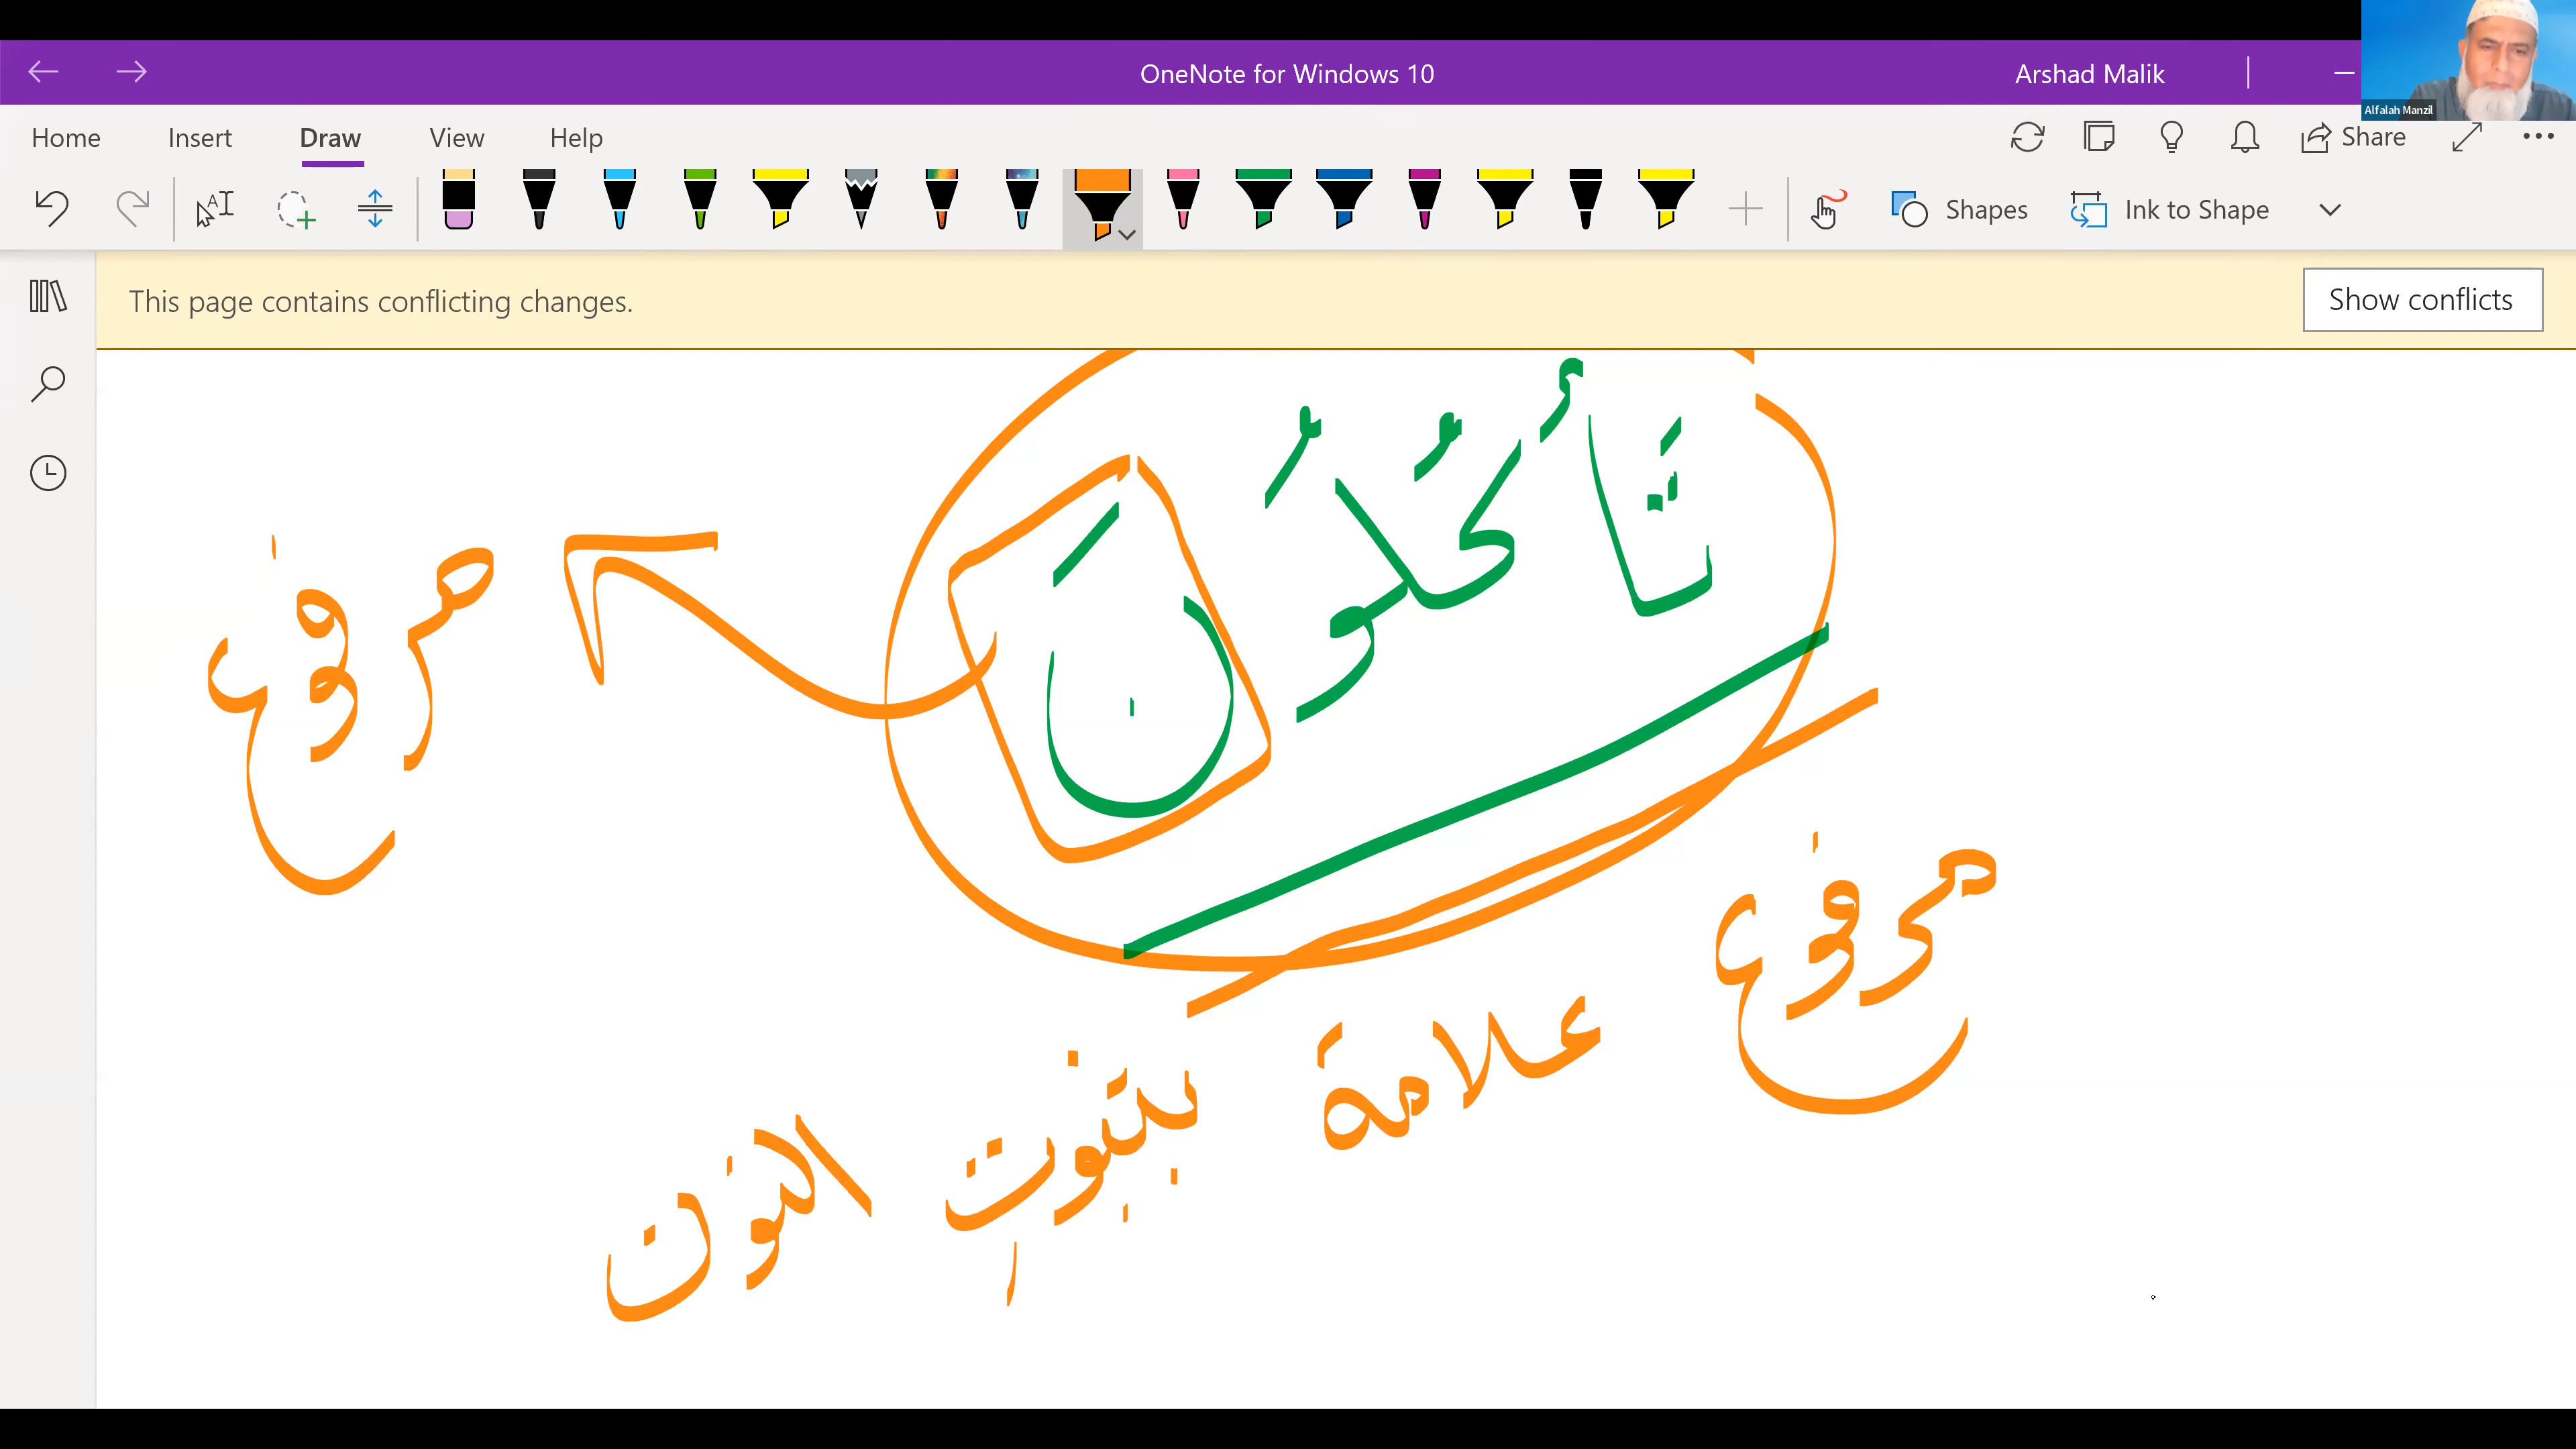 OneNote for Windows 10
Arshad Malik
Alfalah Manzil
Home Insert Draw View Help
Share
Shapes
Ink to Shape
This page contains conflicting changes.
Show conflicts
تَأْكُلُوْنَ
مرفوع
مرفوع علامة بثبوتِ النون